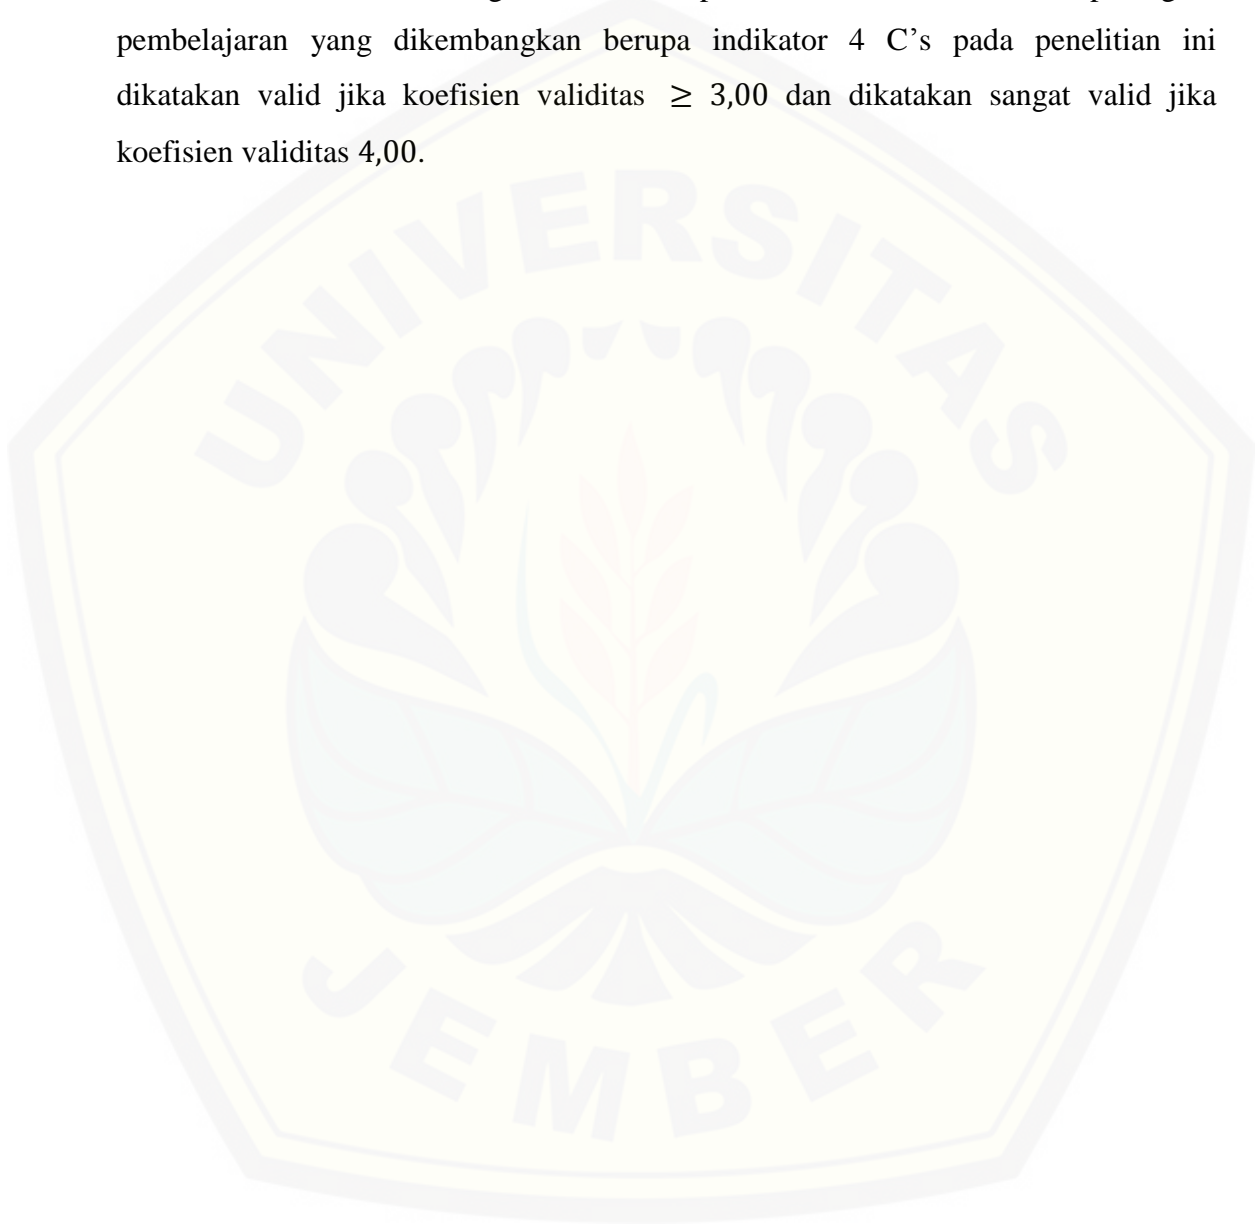 pembelajaran yang dikembangkan berupa indikator 4 C’s pada penelitian ini
dikatakan valid jika koefisien validitas ≥ 3,00 dan dikatakan sangat valid jika
koefisien validitas 4,00.
UNIVERSITAS
JEMBER